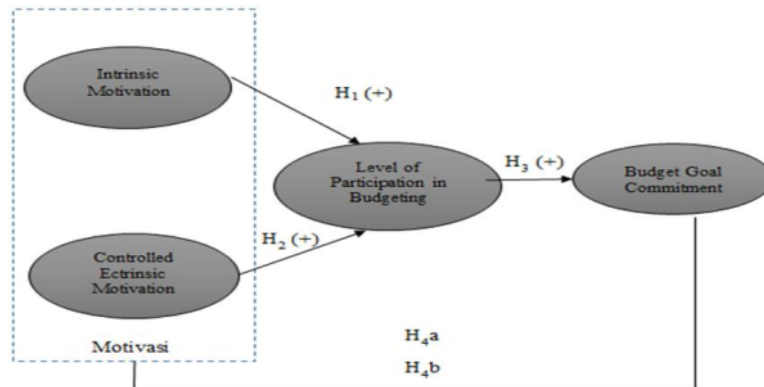 Intrinsic
Motivation
H₁ (+)
Level of
Participation in
Budgeting
H₃ (+)
Budget Goal
Commitment
H₂ (+)
Controlled
Ectrinsic
Motivation
Motivasi
H₄a
H₄b